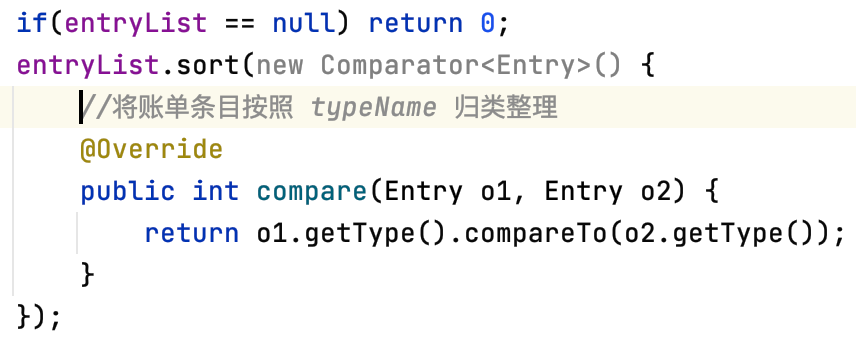 if(entryList == null) return 0;
entryList.sort(new Comparator<Entry>() {
    //将账单条目按照 typeName 归类整理
    @Override
    public int compare(Entry o1, Entry o2) {
        return o1.getType().compareTo(o2.getType());
    }
});